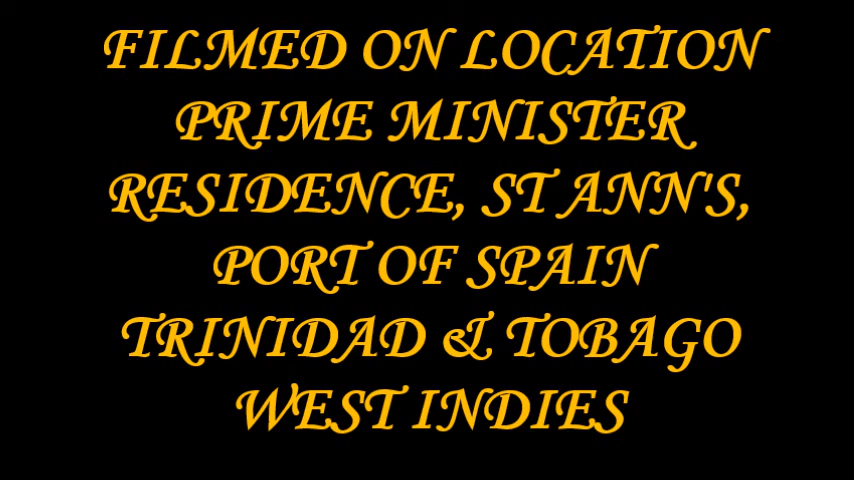 FILMED ON LOCATION
PRIME MINISTER
RESIDENCE, ST ANN'S,
PORT OF SPAIN
TRINIDAD & TOBAGO
WEST INDIES